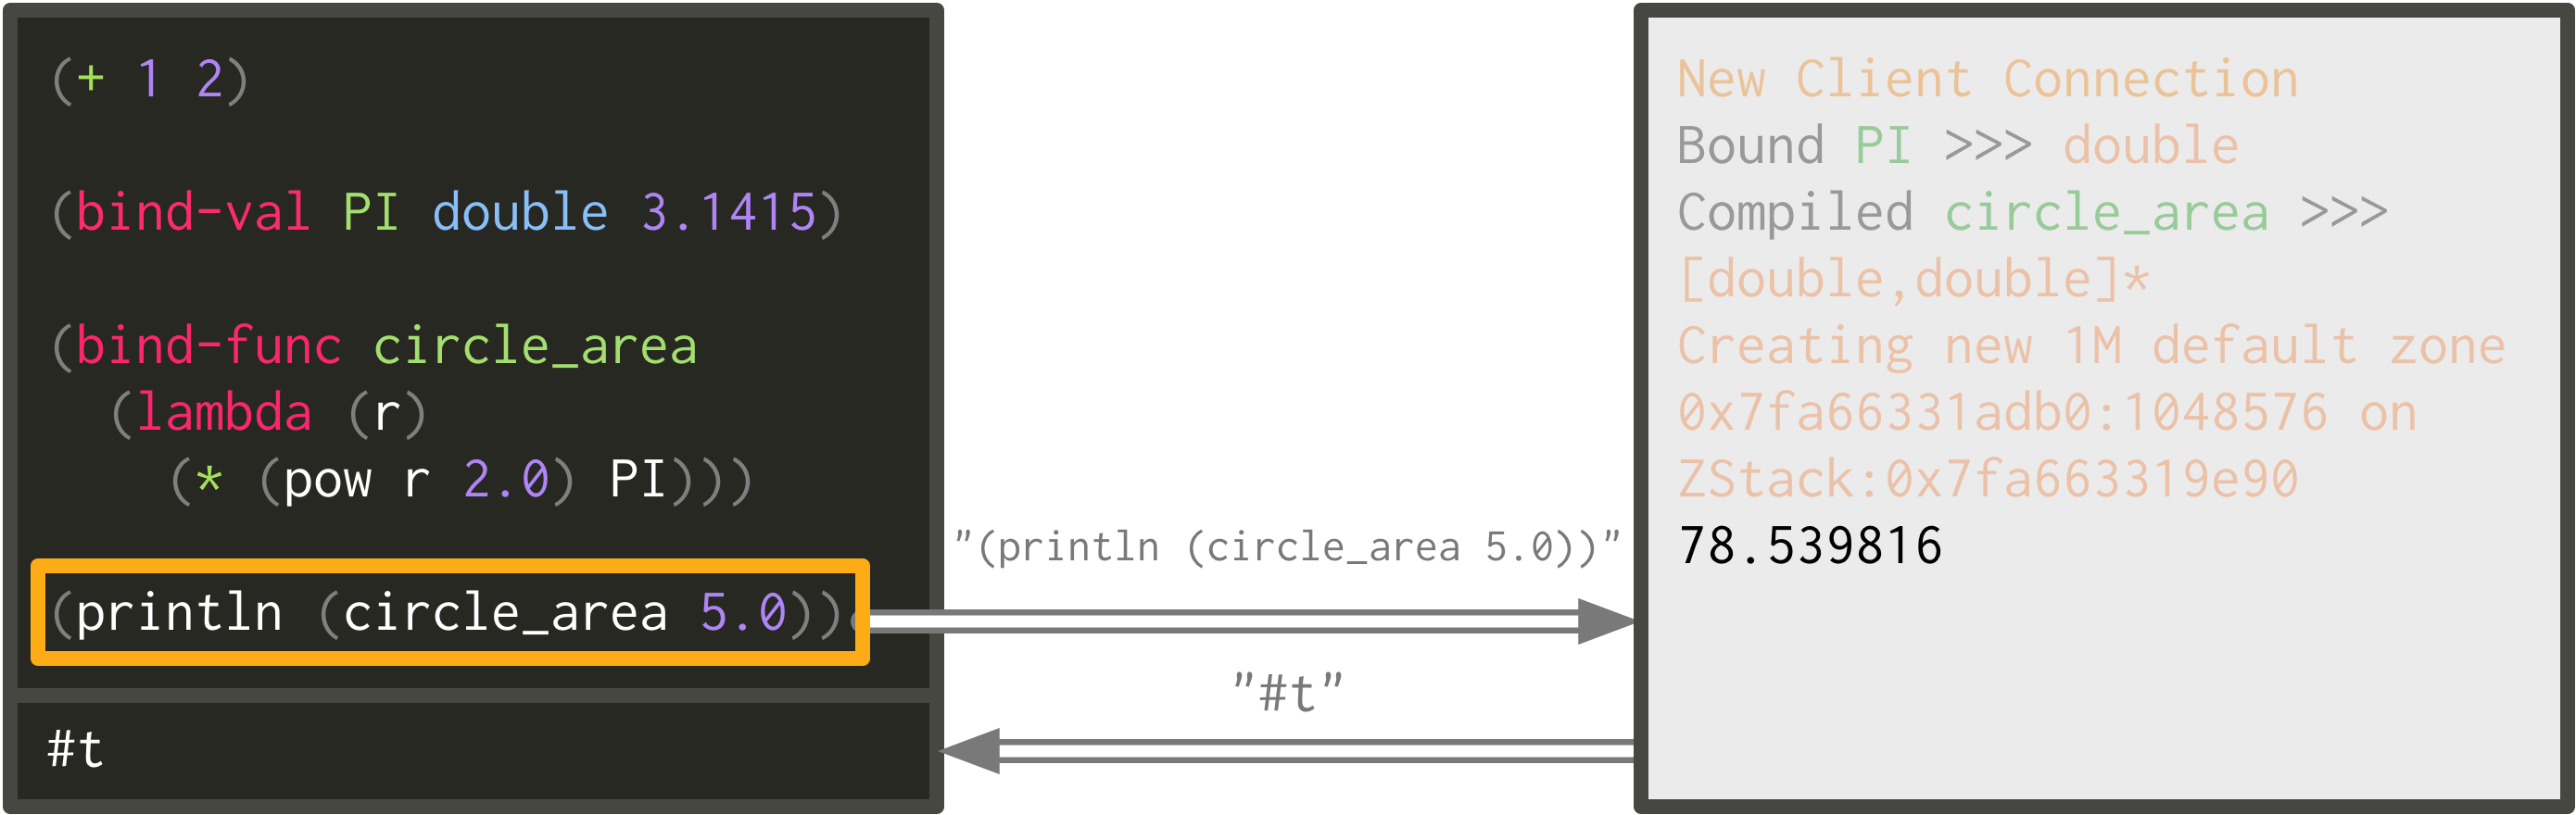 (+ 1 2)
(bind-val PI double 3.1415)
(bind-func circle_area
(lambda (r)
(* (pow r 2.0) PI)))
(println (circle_area 5.0))
#t
"(println (circle_area 5.0))"
"#t"
New Client Connection
Bound PI >>> double
Compiled circle_area >>>
[double,double]*
Creating new 1M default zone
0x7fa66331adb0:1048576 on
ZStack:0x7fa663319e90
78.539816